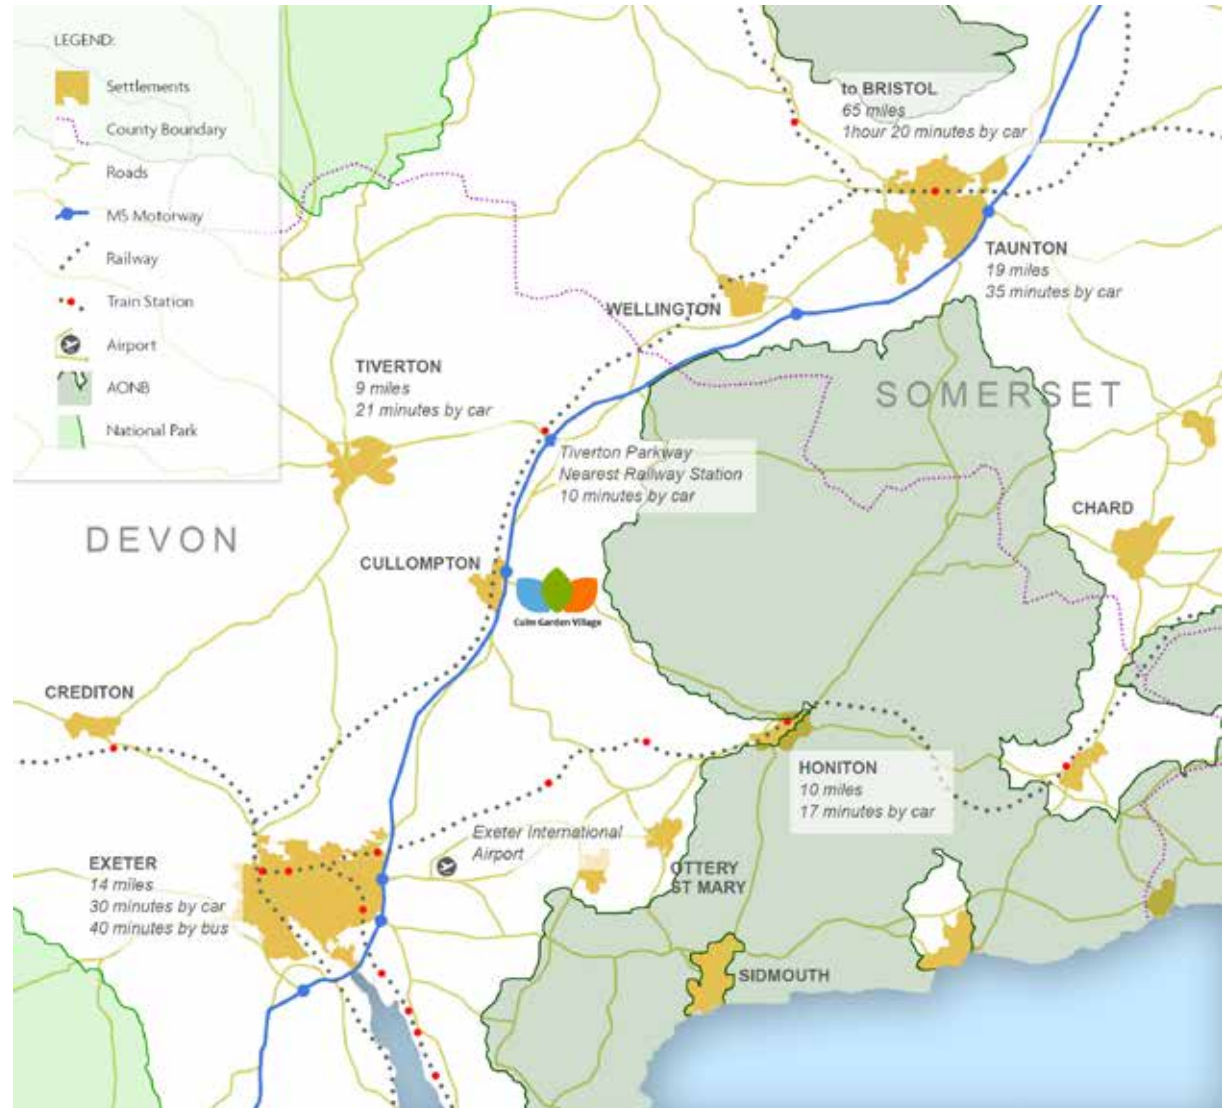 LEGEND:
Settlements
County Boundary
Roads
M5 Motorway
Railway
Train Station
Airport
AONB
National Park
to BRISTOL
65 miles
1hour 20 minutes by car
TAUNTON
19 miles
35 minutes by car
WELLINGTON
TIVERTON
9 miles
21 minutes by car
SOMERSET
Tiverton Parkway
Nearest Railway Station
10 minutes by car
CHARD
DEVON
CULLOMPTON
Culm Garden Village
CREDITON
HONITON
10 miles
17 minutes by car
Exeter International
Airport
EXETER
14 miles
30 minutes by car
40 minutes by bus
OTTERY
ST MARY
SIDMOUTH